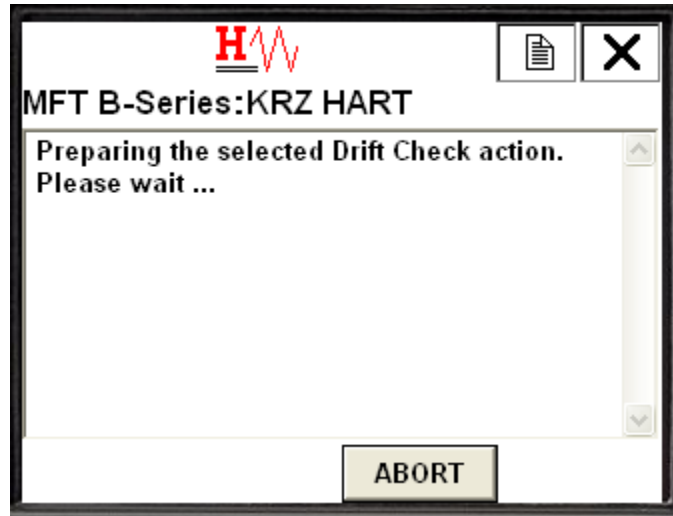 H
MFT B-Series:KRZ HART
Preparing the selected Drift Check action.
Please wait ...
ABORT